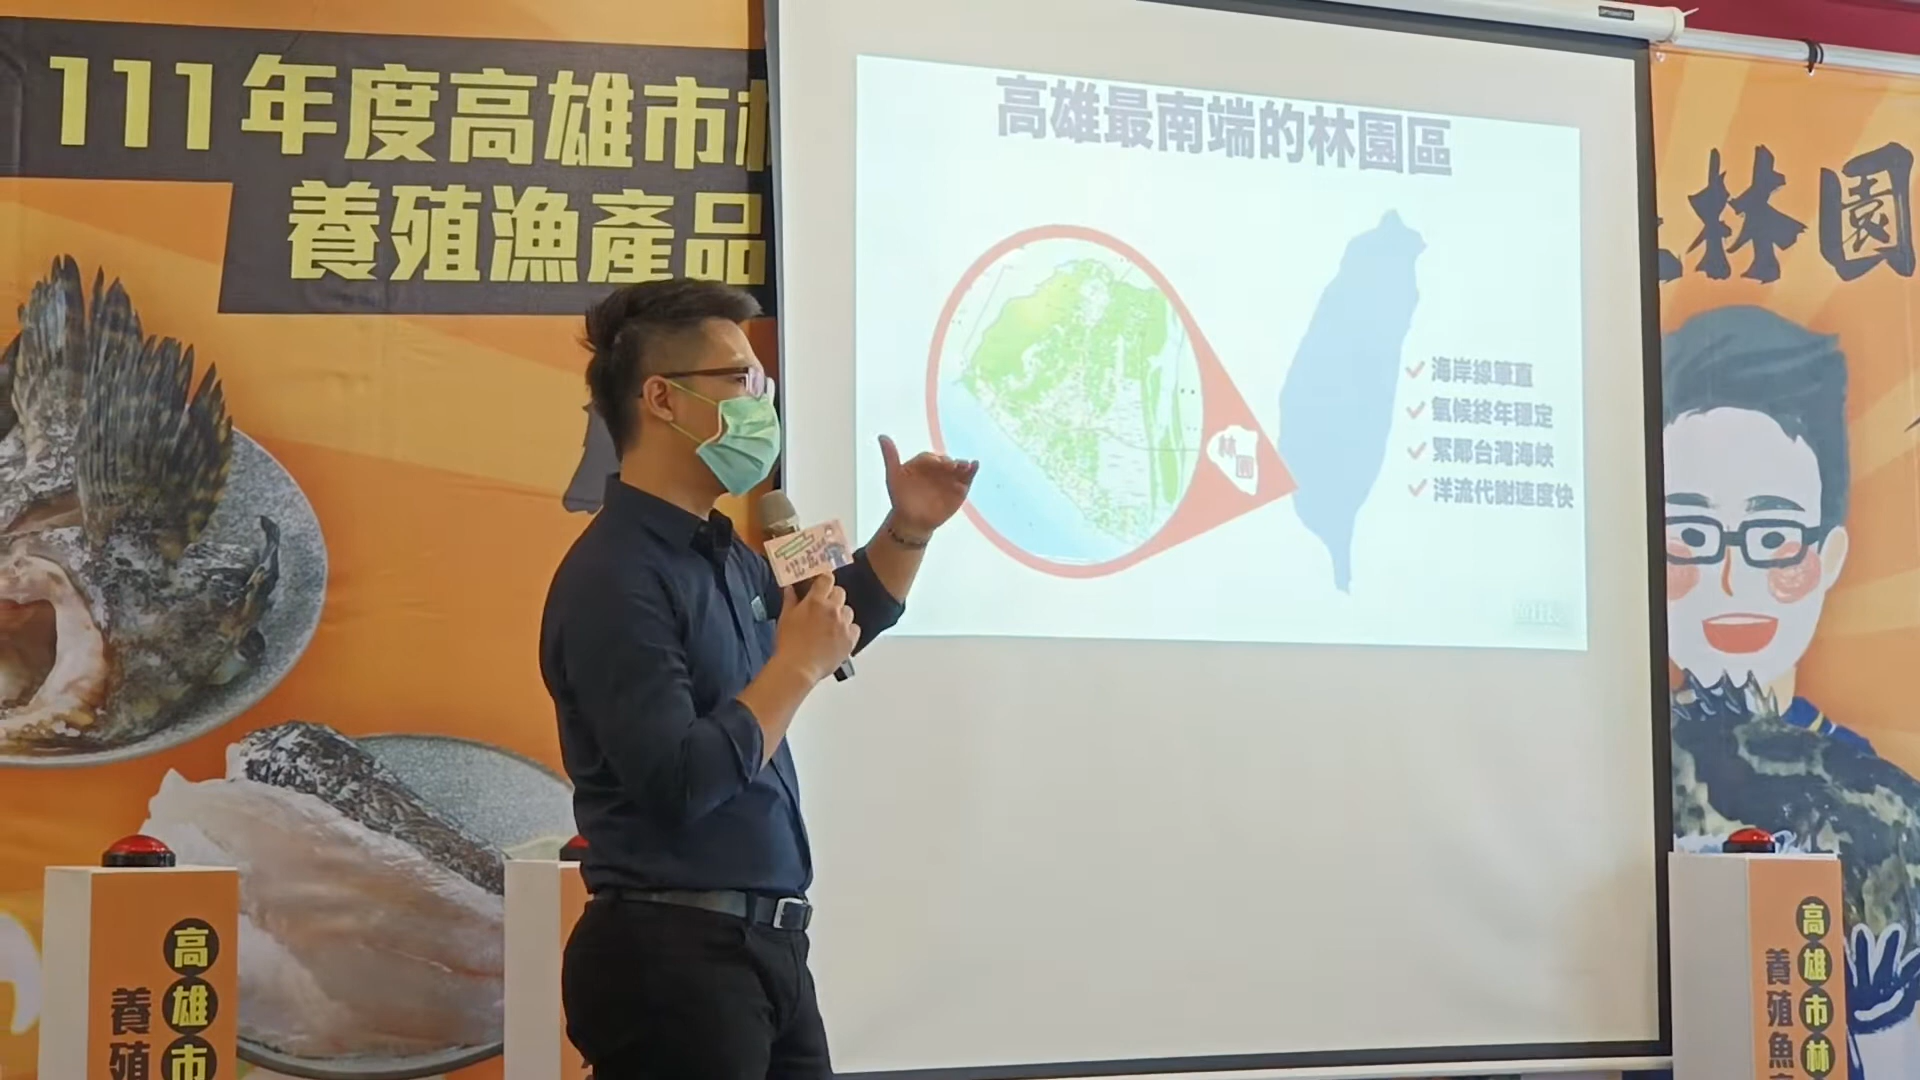 111年度高雄市林
養殖漁產品
高雄最南端的林園區
林園
海岸線筆直
氣候終年穩定
緊鄰台灣海峽
洋流代謝速度快
林園
高雄市
養殖
高雄市林
養殖魚